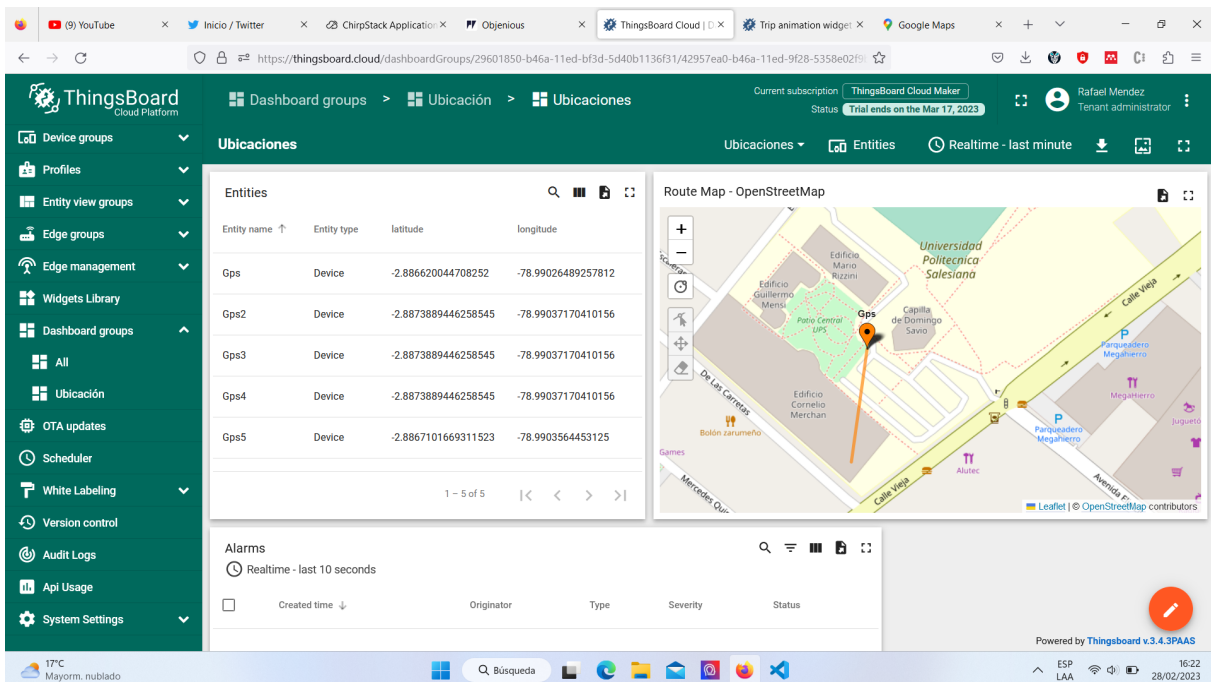 (9) YouTube
Inicio / Twitter
ChirpStack Application
Objenious
ThingsBoard Cloud | D
Trip animation widget
Google Maps
https://thingsboard.cloud/dashboardGroups/29601850-b46a-11ed-bf3d-5d40b1136f31/42957ea0-b46a-11ed-9f28-5358e02f9
ThingsBoard
Cloud Platform
Dashboard groups > Ubicación > Ubicaciones
Current subscription ThingsBoard Cloud Maker
Status Trial ends on the Mar 17, 2023
Rafael Mendez
Tenant administrator
Device groups
Profiles
Entity view groups
Edge groups
Edge management
Widgets Library
Dashboard groups
All
Ubicación
OTA updates
Scheduler
White Labeling
Version control
Audit Logs
Api Usage
System Settings
Ubicaciones
Ubicaciones
Entities
Realtime - last minute
Entities
Entity name Entity type latitude longitude
Gps Device -2.886620044708252 -78.99026489257812
Gps2 Device -2.8873889446258545 -78.99037170410156
Gps3 Device -2.8873889446258545 -78.99037170410156
Gps4 Device -2.8873889446258545 -78.99037170410156
Gps5 Device -2.8867101669311523 -78.9903564453125
1 – 5 of 5
Route Map - OpenStreetMap
+
−
Universidad
Politecnica
Salesiana
Edificio
Mario
Rizzini
Edificio
Guillermo
Mensi
Patio Central
UPS
Gps
Capilla
de Domingo
Savio
Calle Vieja
P
Parqueadero
Megahierro
MegaHierro
De Las Carretas
Edificio
Cornelio
Merchan
Bolón zarumeño
P
Parqueadero
Megahierro
Games
Alutec
Calle Vieja
Leaflet | © OpenStreetMap contributors
Alarms
Realtime - last 10 seconds
Created time Originator Type Severity Status
Powered by Thingsboard v.3.4.3PAAS
17°C
Mayorm. nublado
Búsqueda
ESP
LAA
16:22
28/02/2023